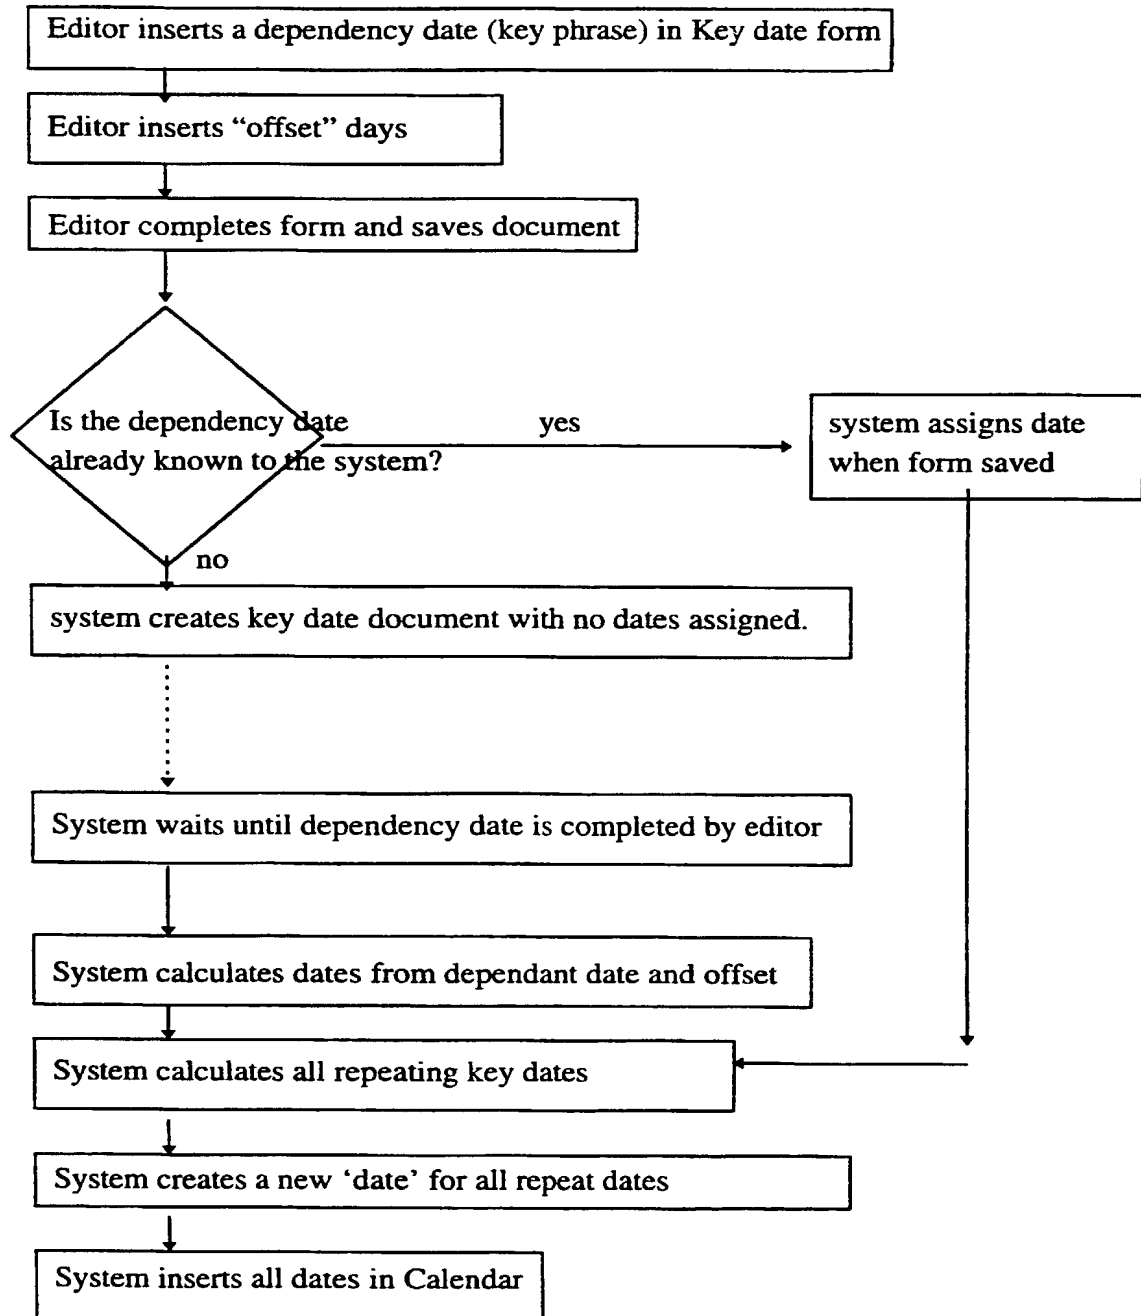 Editor inserts a dependency date (key phrase) in Key date form
Editor inserts “offset” days
Editor completes form and saves document
Is the dependency date
already known to the system?
yes
system assigns date
when form saved
no
system creates key date document with no dates assigned.
System waits until dependency date is completed by editor
System calculates dates from dependant date and offset
System calculates all repeating key dates
System creates a new ‘date’ for all repeat dates
System inserts all dates in Calendar